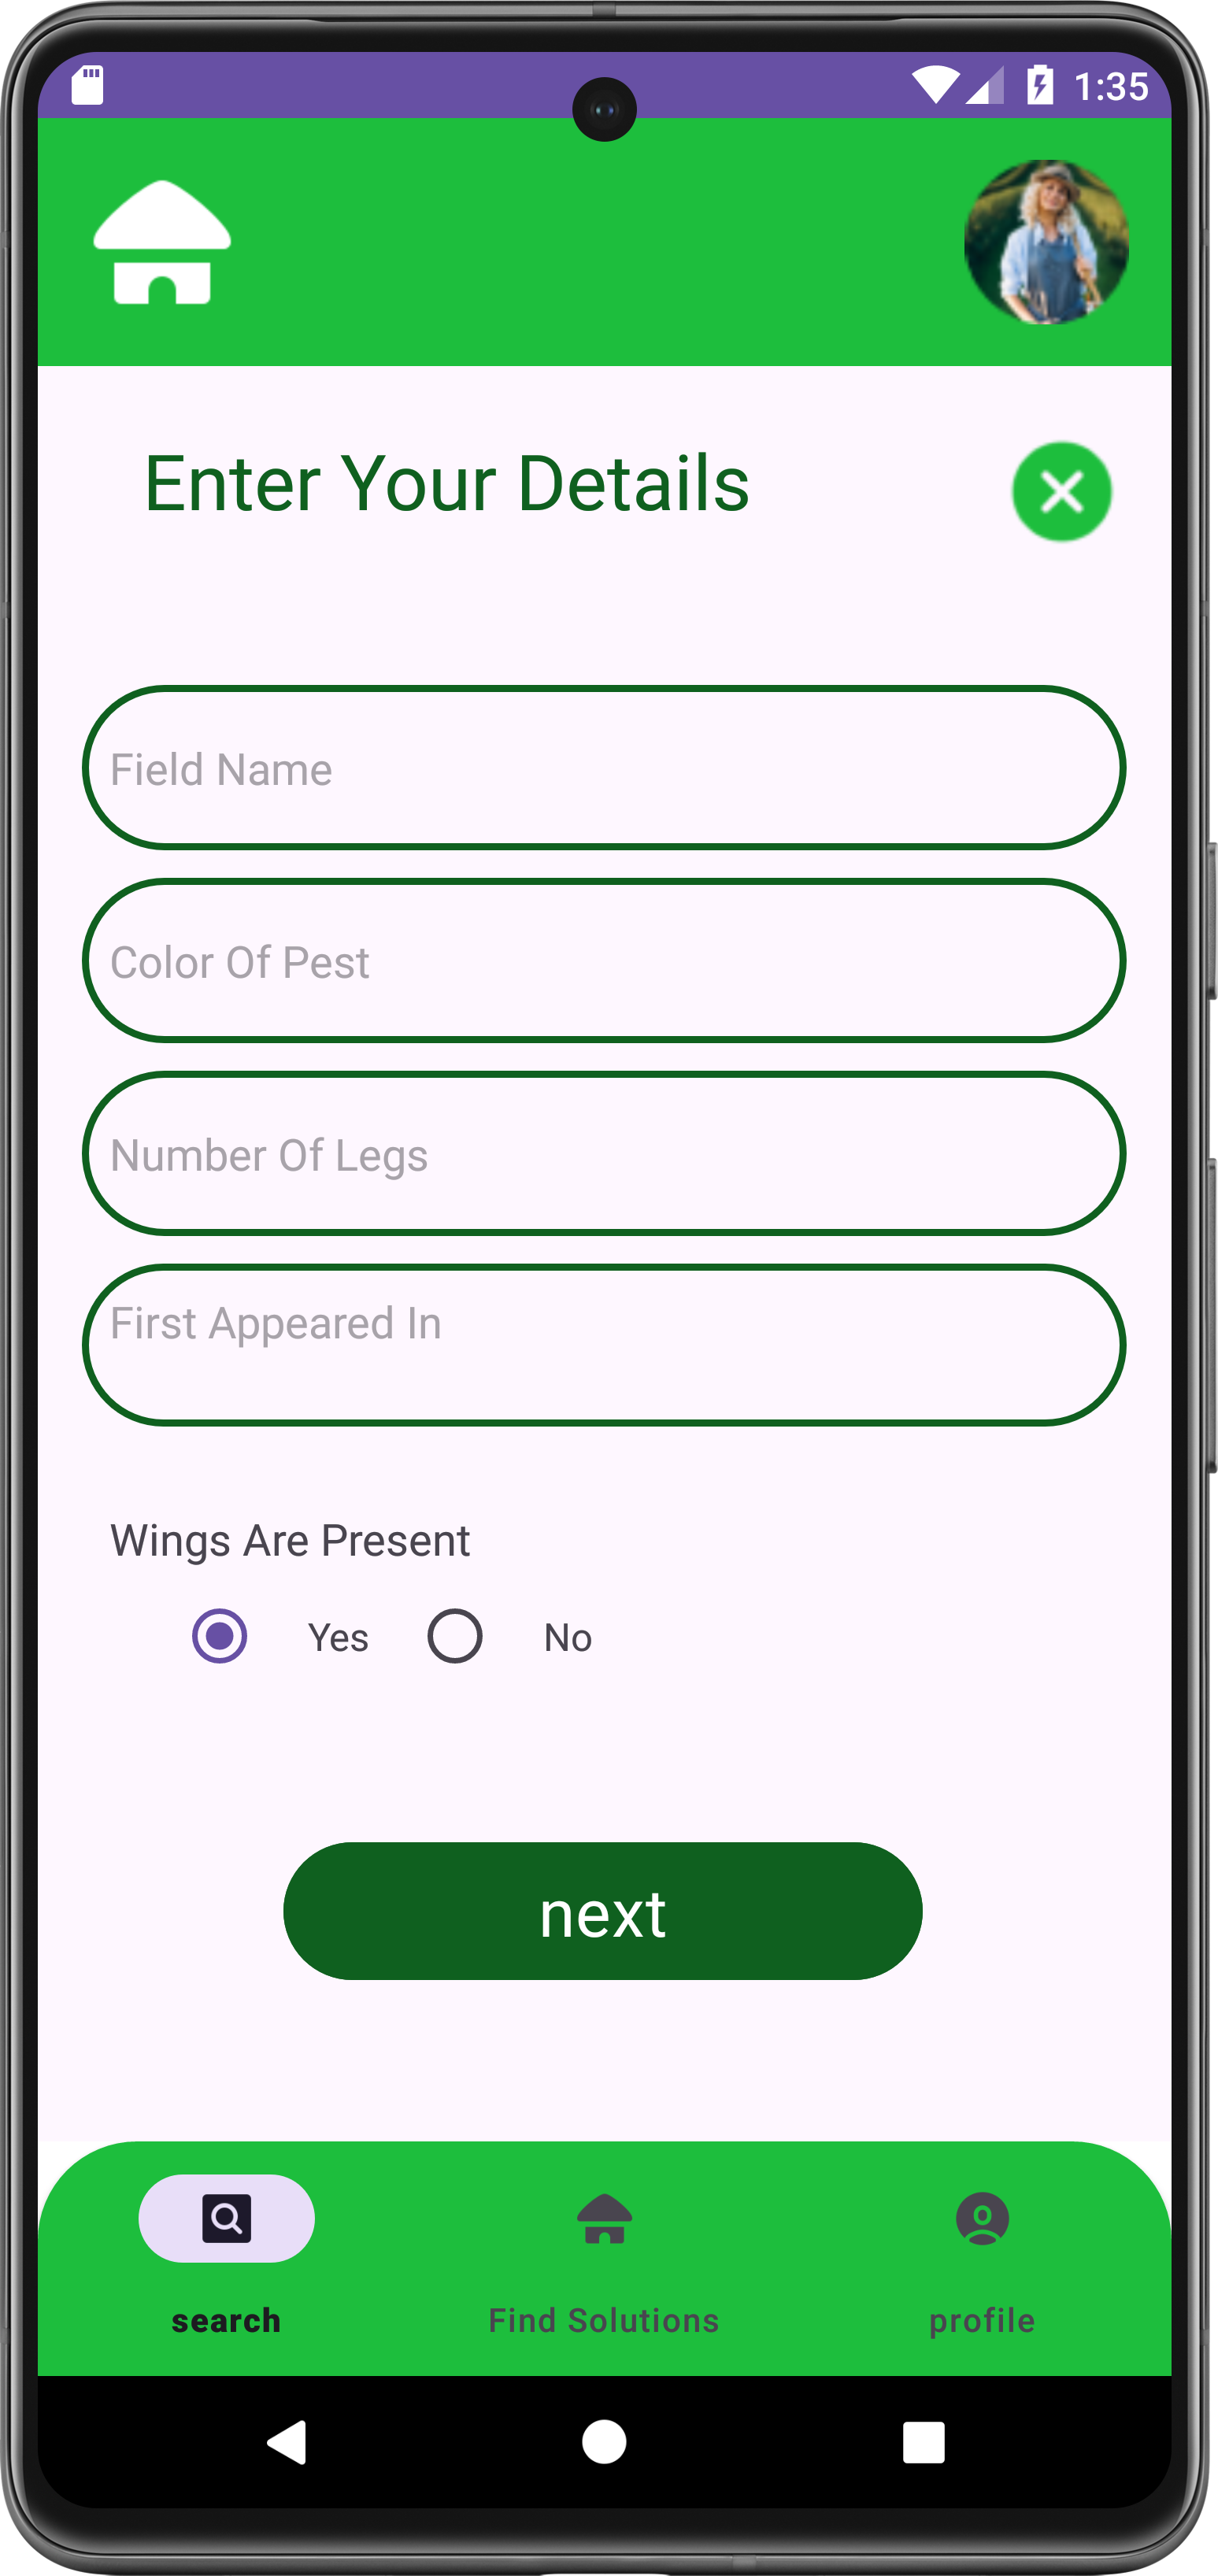 1:35
Enter Your Details
Field Name
Color Of Pest
Number Of Legs
First Appeared In
Wings Are Present
Yes No
next
search Find Solutions profile